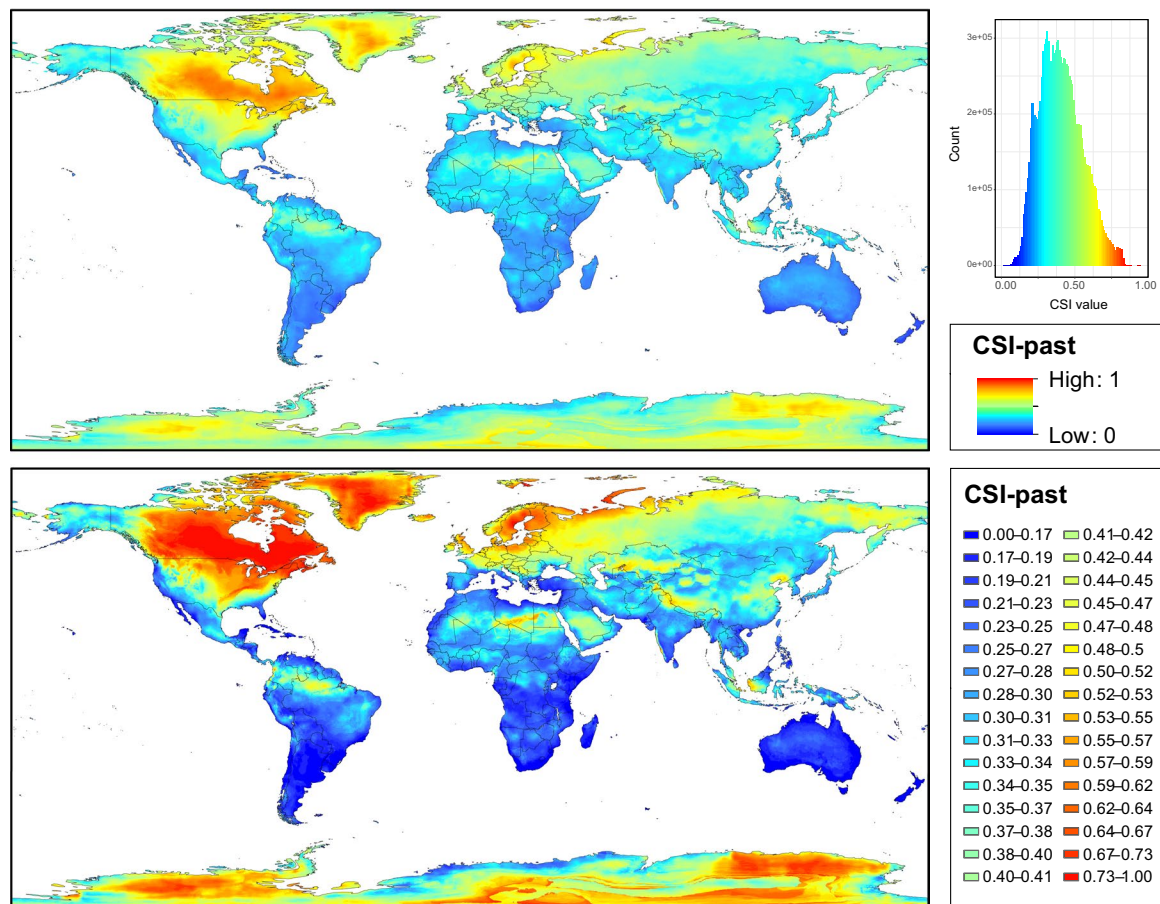 3e+05
2e+05
Count
1e+05
0e+00
0.00 0.50 1.00
CSI value
CSI-past
High: 1
Low: 0
CSI-past
0.00–0.17 0.41–0.42
0.17–0.19 0.42–0.44
0.19–0.21 0.44–0.45
0.21–0.23 0.45–0.47
0.23–0.25 0.47–0.48
0.25–0.27 0.48–0.5
0.27–0.28 0.50–0.52
0.28–0.30 0.52–0.53
0.30–0.31 0.53–0.55
0.31–0.33 0.55–0.57
0.33–0.34 0.57–0.59
0.34–0.35 0.59–0.62
0.35–0.37 0.62–0.64
0.37–0.38 0.64–0.67
0.38–0.40 0.67–0.73
0.40–0.41 0.73–1.00